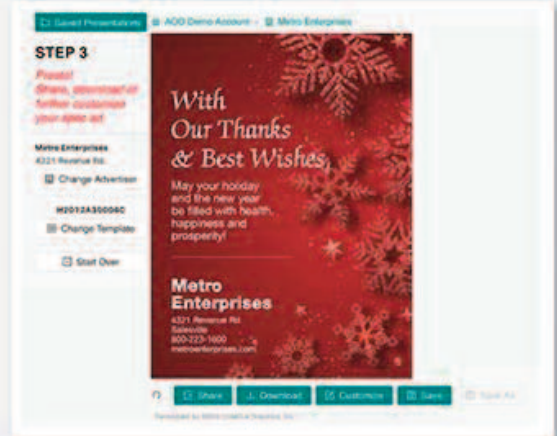 Saved Presentations
AOD Demo Account
Metro Enterprises
STEP 3
Presto!
Share, download or
further customize
your spec ad
Metro Enterprises
4321 Revenue Rd.
Change Advertiser
Change Template
Start Over
With
Our Thanks
& Best Wishes,
May your holiday
and the new year
be filled with health,
happiness and
prosperity!
Metro
Enterprises
4321 Revenue Rd.
Salesville
800-223-1600
metroenterprises.com
Share
Download
Customize
Save
Save As